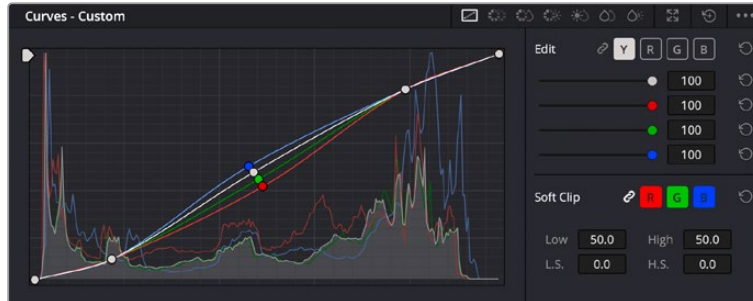 Curves - Custom
Edit Y R G B
100
100
100
100
Soft Clip R G B
Low 50.0 High 50.0
L.S. 0.0 H.S. 0.0